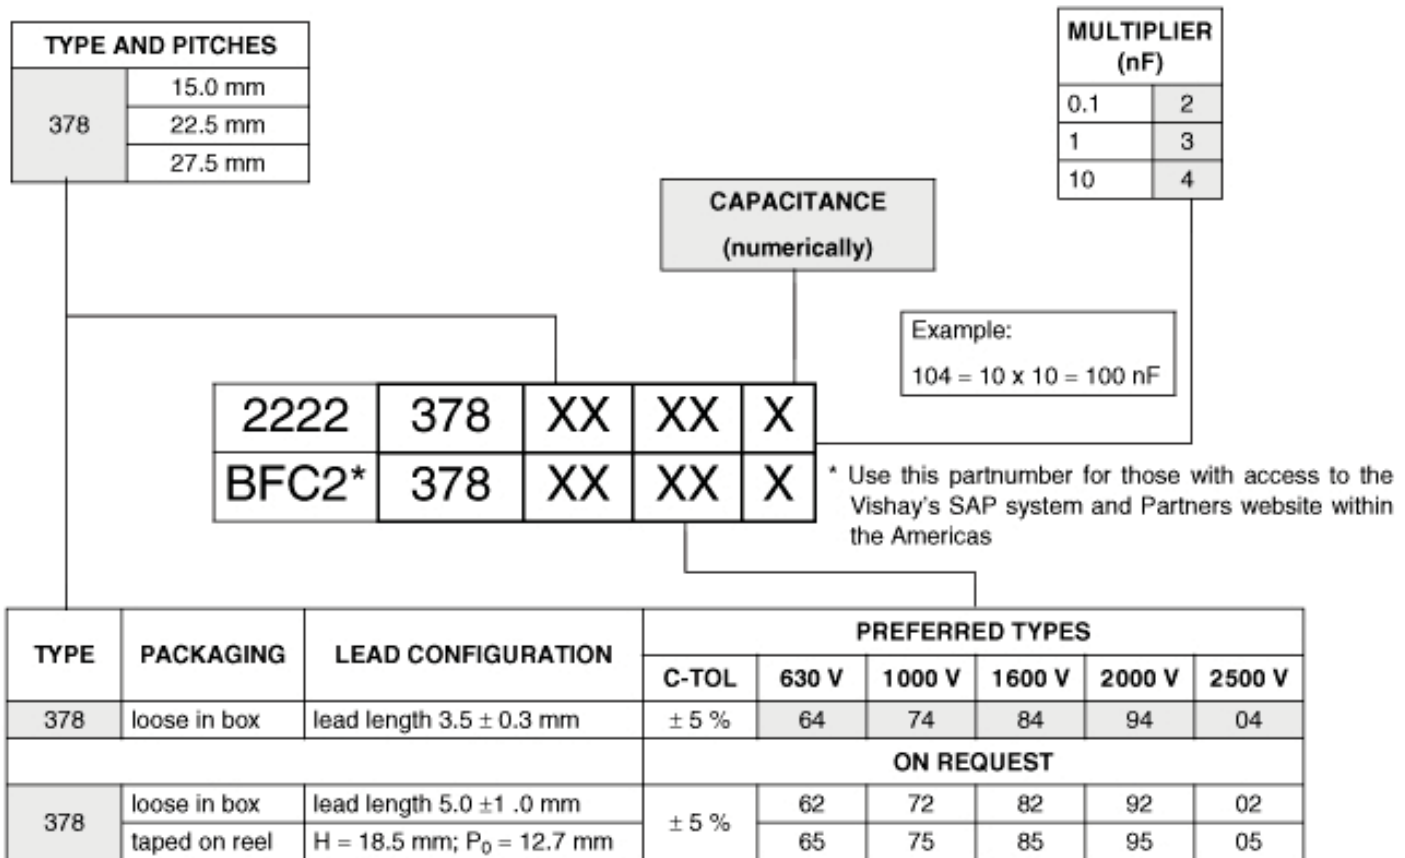 TYPE AND PITCHES
378
15.0 mm
22.5 mm
27.5 mm
MULTIPLIER
(nF)
0.1 2
1 3
10 4
CAPACITANCE
(numerically)
Example:
104 = 10 x 10 = 100 nF
2222 378 XX XX X
BFC2* 378 XX XX X
* Use this partnumber for those with access to the
Vishay's SAP system and Partners website within
the Americas
TYPE PACKAGING LEAD CONFIGURATION PREFERRED TYPES
C-TOL 630 V 1000 V 1600 V 2000 V 2500 V
378 loose in box lead length 3.5 ± 0.3 mm ± 5 % 64 74 84 94 04
ON REQUEST
378 loose in box lead length 5.0 ±1 .0 mm ± 5 % 62 72 82 92 02
taped on reel H = 18.5 mm; P₀ = 12.7 mm 65 75 85 95 05